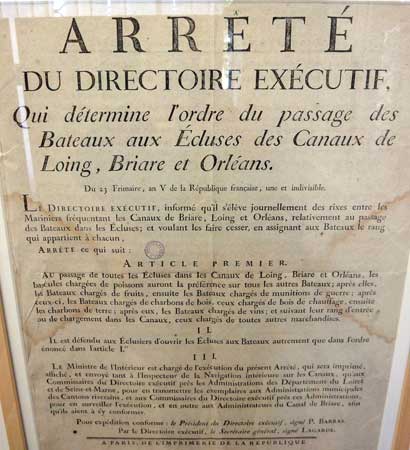 ARRÊTÉ
DU DIRECTOIRE EXÉCUTIF,
Qui détermine l'ordre du passage des
Bateaux aux Écluses des Canaux de
Loing, Briare et Orléans.
Du 23 Frimaire, an V de la République française, une et indivisible.
LE DIRECTOIRE EXÉCUTIF, informé qu'il s'élève journellement des rixes entre les
Mariniers fréquentant les Canaux de Briare, Loing et Orléans, relativement au passage
des Bateaux dans les Écluses; et voulant les faire cesser, en assignant aux Bateaux le rang
qui appartient à chacun,
ARRÊTE ce qui suit :
ARTICLE PREMIER.
AU passage de toutes les Écluses dans les Canaux de Loing, Briare et Orléans, les
bascules chargées de poissons auront la préférence sur tous les autres Bateaux; après elles,
les Bateaux chargés de fruits, ensuite les Bateaux chargés de munitions de guerre; après
ceux-ci, les Bateaux chargés de charbons de bois, ceux chargés de bois de chauffage, ensuite
les charbons de terre; après eux, les Bateaux chargés de vins; et suivant leur rang d'entrée
ou de chargement dans les Canaux, ceux chargés de toutes autres marchandises.
II.
IL est défendu aux Éclusiers d'ouvrir les Écluses aux Bateaux autrement que dans l'ordre
énoncé dans l'article I.er
III.
LE Ministre de l'Intérieur est chargé de l'exécution du présent Arrêté, qui sera imprimé,
affiché, et envoyé tant à l'Inspecteur de la Navigation intérieure sur les Canaux, qu'aux
Commissaires du Directoire exécutif près les Administrations des Départemens du Loiret
et de Seine et Marne, pour en transmettre les exemplaires aux Administrations municipales
des Cantons riverains, et aux Commissaires du Directoire exécutif près ces Administrations,
pour en surveiller l'exécution, et en outre aux Administrateurs du Canal de Briare, afin
qu'ils aient à s'y conformer.
Pour expédition conforme : le Président du Directoire exécutif, signé P. BARRAS.
Par le Directoire exécutif, le Secrétaire général, signé LAGARDE.
A PARIS, DE L'IMPRIMERIE DE LA RÉPUBLIQUE